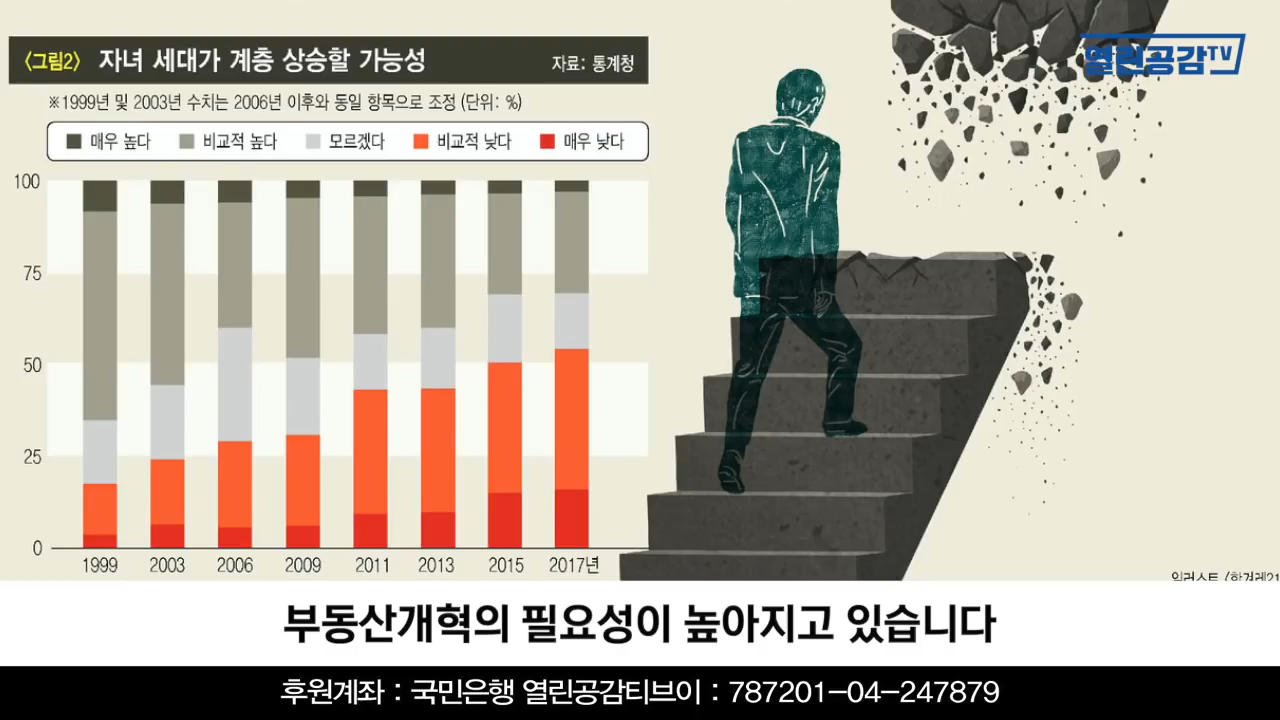 〈그림2〉 자녀 세대가 계층 상승할 가능성
자료: 통계청
열린공감TV
※1999년 및 2003년 수치는 2006년 이후와 동일 항목으로 조정 (단위: %)
매우 높다 비교적 높다 모르겠다 비교적 낮다 매우 낮다
100
75
50
25
0
1999 2003 2006 2009 2011 2013 2015 2017년
부동산개혁의 필요성이 높아지고 있습니다
후원계좌 : 국민은행 열린공감티브이 : 787201-04-247879